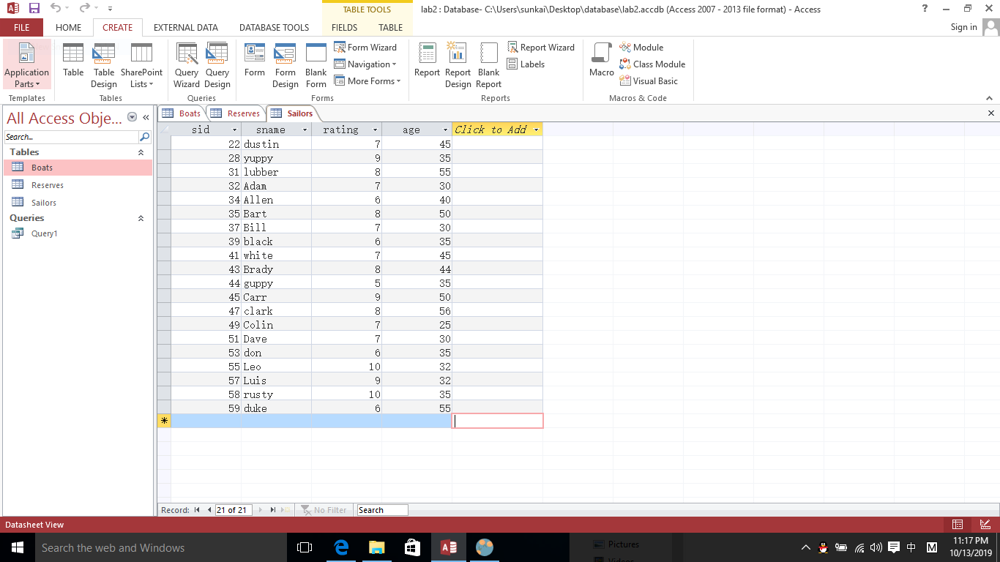 lab2 : Database- C:\Users\sunkai\Desktop\database\lab2.accdb (Access 2007 - 2013 file format) - Access
TABLE TOOLS
FILE HOME CREATE EXTERNAL DATA DATABASE TOOLS FIELDS TABLE Sign in
Application Parts
Table
Table Design
SharePoint Lists
Query Wizard
Query Design
Form
Form Design
Blank Form
Form Wizard
Navigation
More Forms
Report
Report Design
Blank Report
Report Wizard
Labels
Macro
Module
Class Module
Visual Basic
Templates Tables Queries Forms Reports Macros & Code
All Access Obje...
Search...
Tables
Boats
Reserves
Sailors
Queries
Query1
Boats Reserves Sailors
sid sname rating age Click to Add
22 dustin 7 45
28 yuppy 9 35
31 lubber 8 55
32 Adam 7 30
34 Allen 6 40
35 Bart 8 50
37 Bill 7 30
39 black 6 35
41 white 7 45
43 Brady 8 44
44 guppy 5 35
45 Carr 9 50
47 clark 8 56
49 Colin 7 25
51 Dave 7 30
53 don 6 35
55 Leo 10 32
57 Luis 9 32
58 rusty 10 35
59 duke 6 55
Record: 21 of 21 No Filter Search
Datasheet View
Search the web and Windows
Pictures
Videos
中 M
11:17 PM
10/13/2019